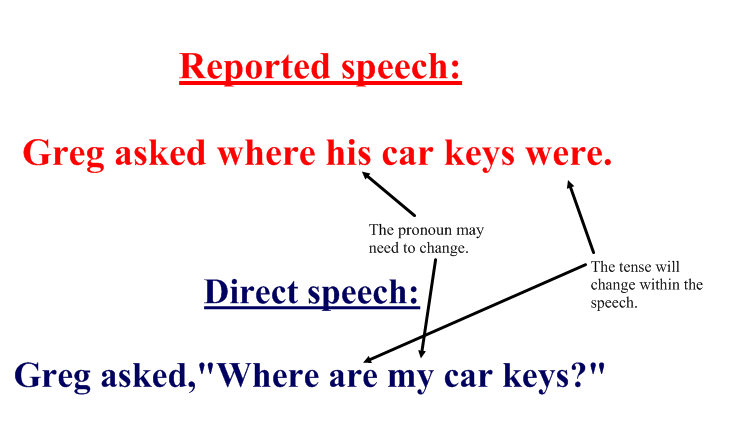 Reported speech:
Greg asked where his car keys were.
The pronoun may
need to change.
The tense will
change within the
speech.
Direct speech:
Greg asked,"Where are my car keys?"